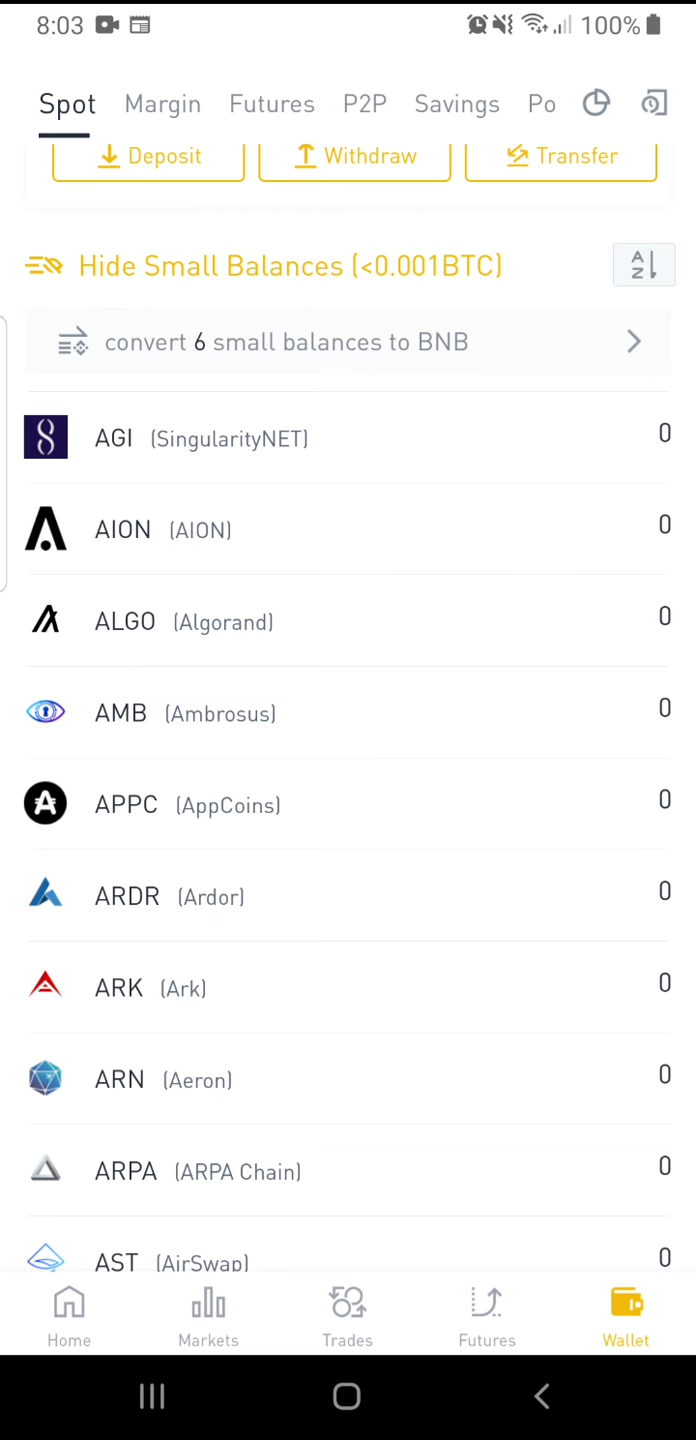 8:03 100%
Spot Margin Futures P2P Savings Po
Deposit Withdraw Transfer
Hide Small Balances (<0.001BTC)
convert 6 small balances to BNB
AGI (SingularityNET) 0
AION (AION) 0
ALGO (Algorand) 0
AMB (Ambrosus) 0
APPC (AppCoins) 0
ARDR (Ardor) 0
ARK (Ark) 0
ARN (Aeron) 0
ARPA (ARPA Chain) 0
AST (AirSwap) 0
Home Markets Trades Futures Wallet